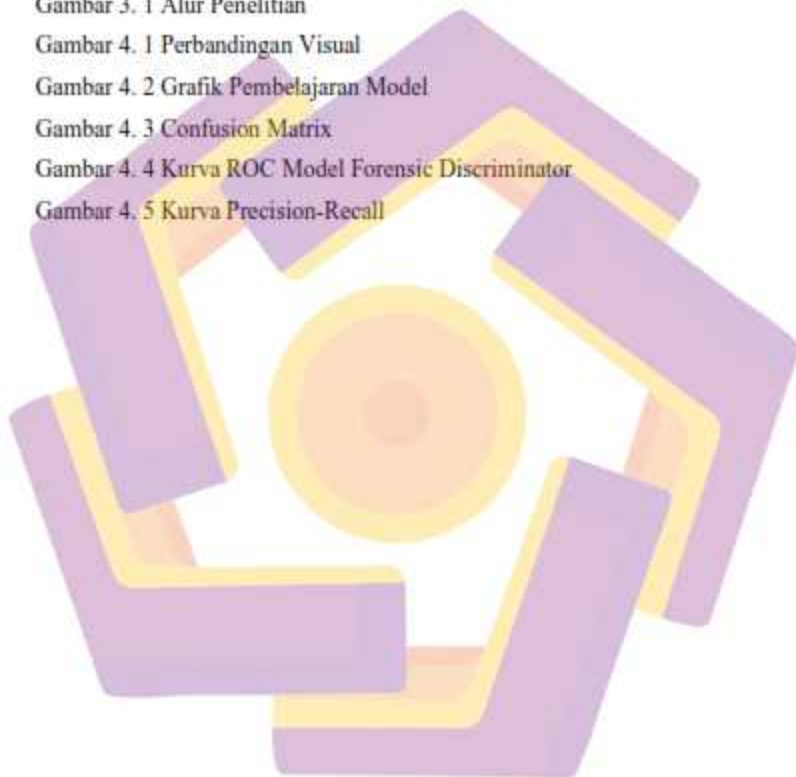 Gambar 3. 1 Alur Penelitian
Gambar 4. 1 Perbandingan Visual
Gambar 4. 2 Grafik Pembelajaran Model
Gambar 4. 3 Confusion Matrix
Gambar 4. 4 Kurva ROC Model Forensic Discriminator
Gambar 4. 5 Kurva Precision-Recall